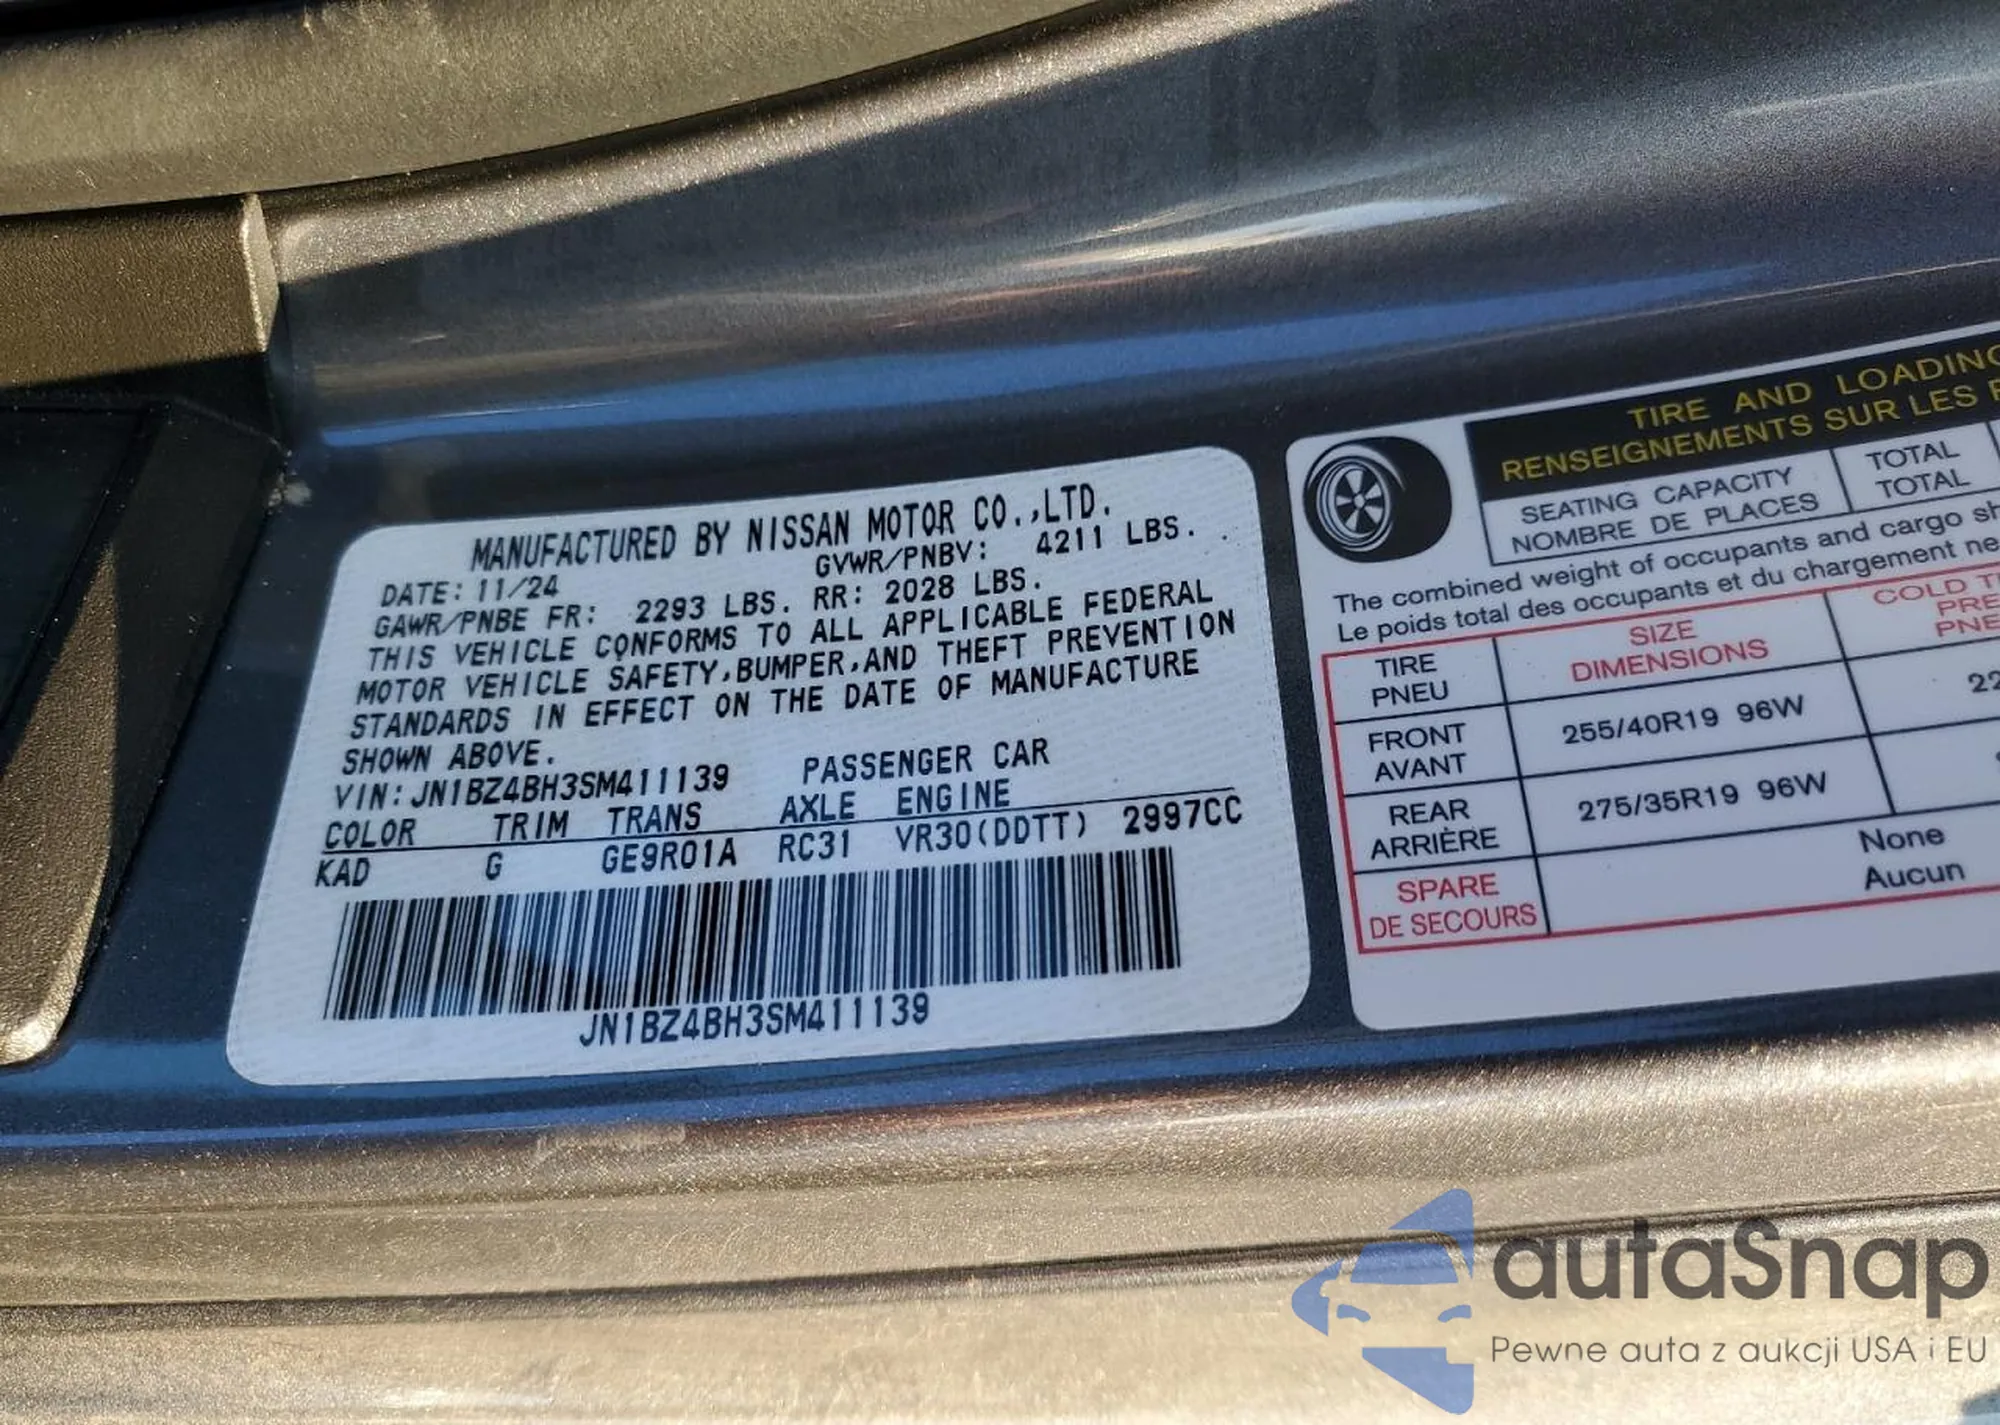 MANUFACTURED BY NISSAN MOTOR CO.,LTD.
DATE: 11/24 GVWR/PNBV: 4211 LBS.
GAWR/PNBE FR: 2293 LBS. RR: 2028 LBS.
THIS VEHICLE CONFORMS TO ALL APPLICABLE FEDERAL
MOTOR VEHICLE SAFETY,BUMPER,AND THEFT PREVENTION
STANDARDS IN EFFECT ON THE DATE OF MANUFACTURE
SHOWN ABOVE.
VIN: JN1BZ4BH3SM411139 PASSENGER CAR
COLOR TRIM TRANS AXLE ENGINE
KAD G GE9R01A RC31 VR30(DDTT) 2997CC
JN1BZ4BH3SM411139
TIRE AND LOADING
RENSEIGNEMENTS SUR LES
SEATING CAPACITY TOTAL
NOMBRE DE PLACES TOTAL
The combined weight of occupants and cargo
Le poids total des occupants et du chargement ne
TIRE SIZE COLD
PNEU DIMENSIONS
FRONT 255/40R19 96W
AVANT
REAR 275/35R19 96W
ARRIÈRE
SPARE None
DE SECOURS Aucun
autaSnap
Pewne auta z aukcji USA i EU